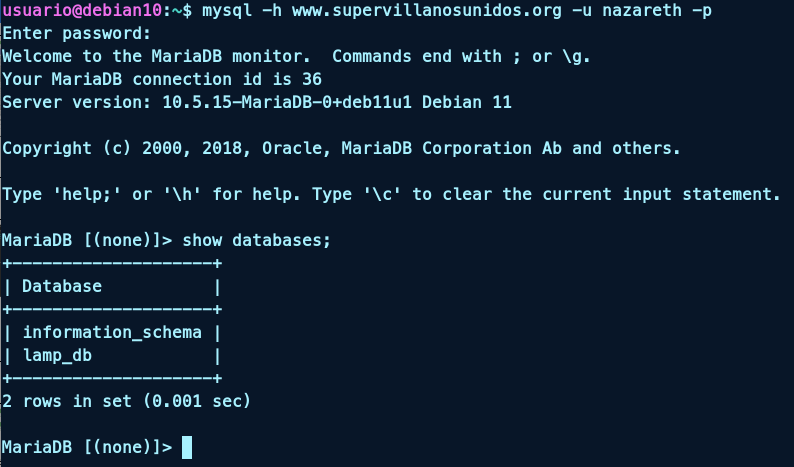 usuario@debian10:~$ mysql -h www.supervillanosunidos.org -u nazareth -p
Enter password:
Welcome to the MariaDB monitor.  Commands end with ; or \g.
Your MariaDB connection id is 36
Server version: 10.5.15-MariaDB-0+deb11u1 Debian 11

Copyright (c) 2000, 2018, Oracle, MariaDB Corporation Ab and others.

Type 'help;' or '\h' for help. Type '\c' to clear the current input statement.

MariaDB [(none)]> show databases;
+--------------------+
| Database           |
+--------------------+
| information_schema |
| lamp_db            |
+--------------------+
2 rows in set (0.001 sec)

MariaDB [(none)]>